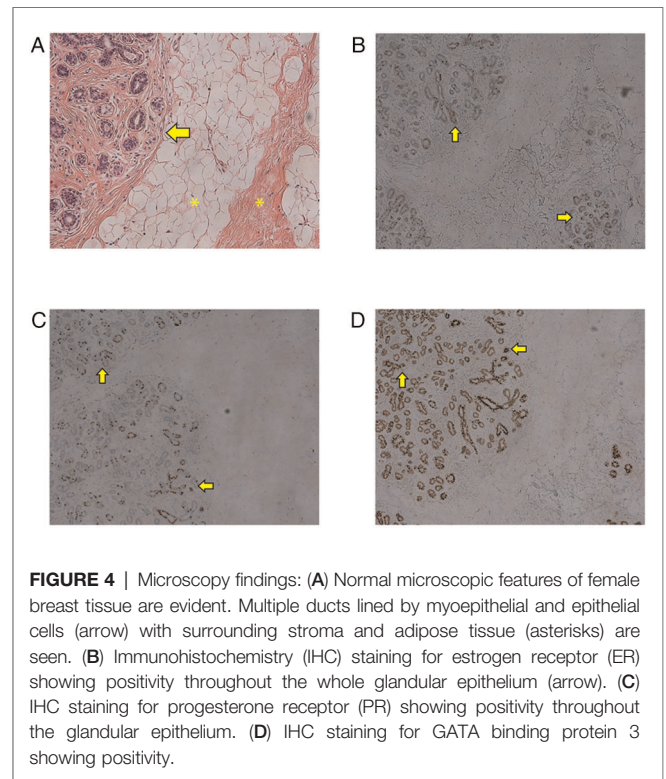 A
B
*
*
C
D
FIGURE 4 | Microscopy findings: (A) Normal microscopic features of female
breast tissue are evident. Multiple ducts lined by myoepithelial and epithelial
cells (arrow) with surrounding stroma and adipose tissue (asterisks) are
seen. (B) Immunohistochemistry (IHC) staining for estrogen receptor (ER)
showing positivity throughout the whole glandular epithelium (arrow). (C)
IHC staining for progesterone receptor (PR) showing positivity throughout
the glandular epithelium. (D) IHC staining for GATA binding protein 3
showing positivity.